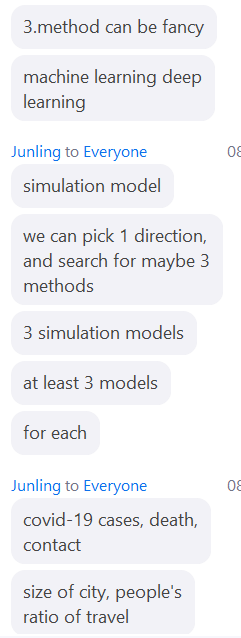 3.method can be fancy
machine learning deep
learning
Junling to Everyone 08
simulation model
we can pick 1 direction,
and search for maybe 3
methods
3 simulation models
at least 3 models
for each
Junling to Everyone 08
covid-19 cases, death,
contact
size of city, people's
ratio of travel